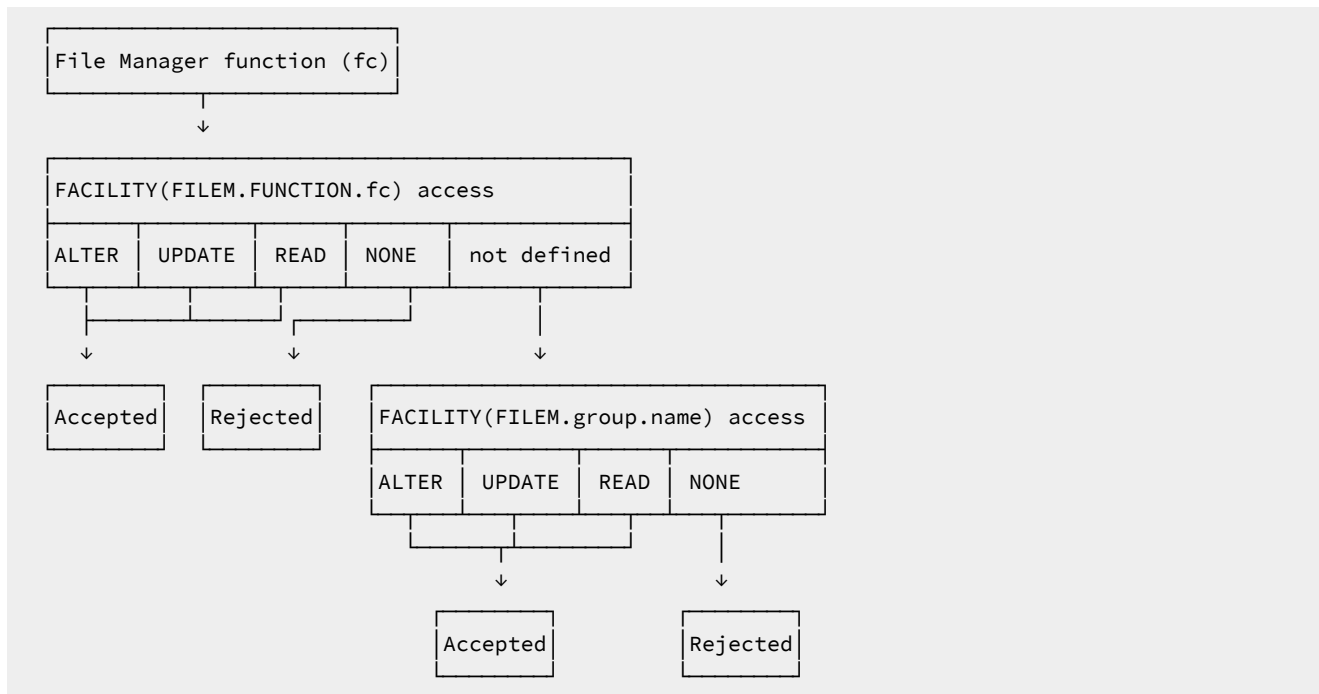 File Manager function (fc)
FACILITY(FILEM.FUNCTION.fc) access
ALTER UPDATE READ NONE not defined
Accepted Rejected FACILITY(FILEM.group.name) access
ALTER UPDATE READ NONE
Accepted Rejected